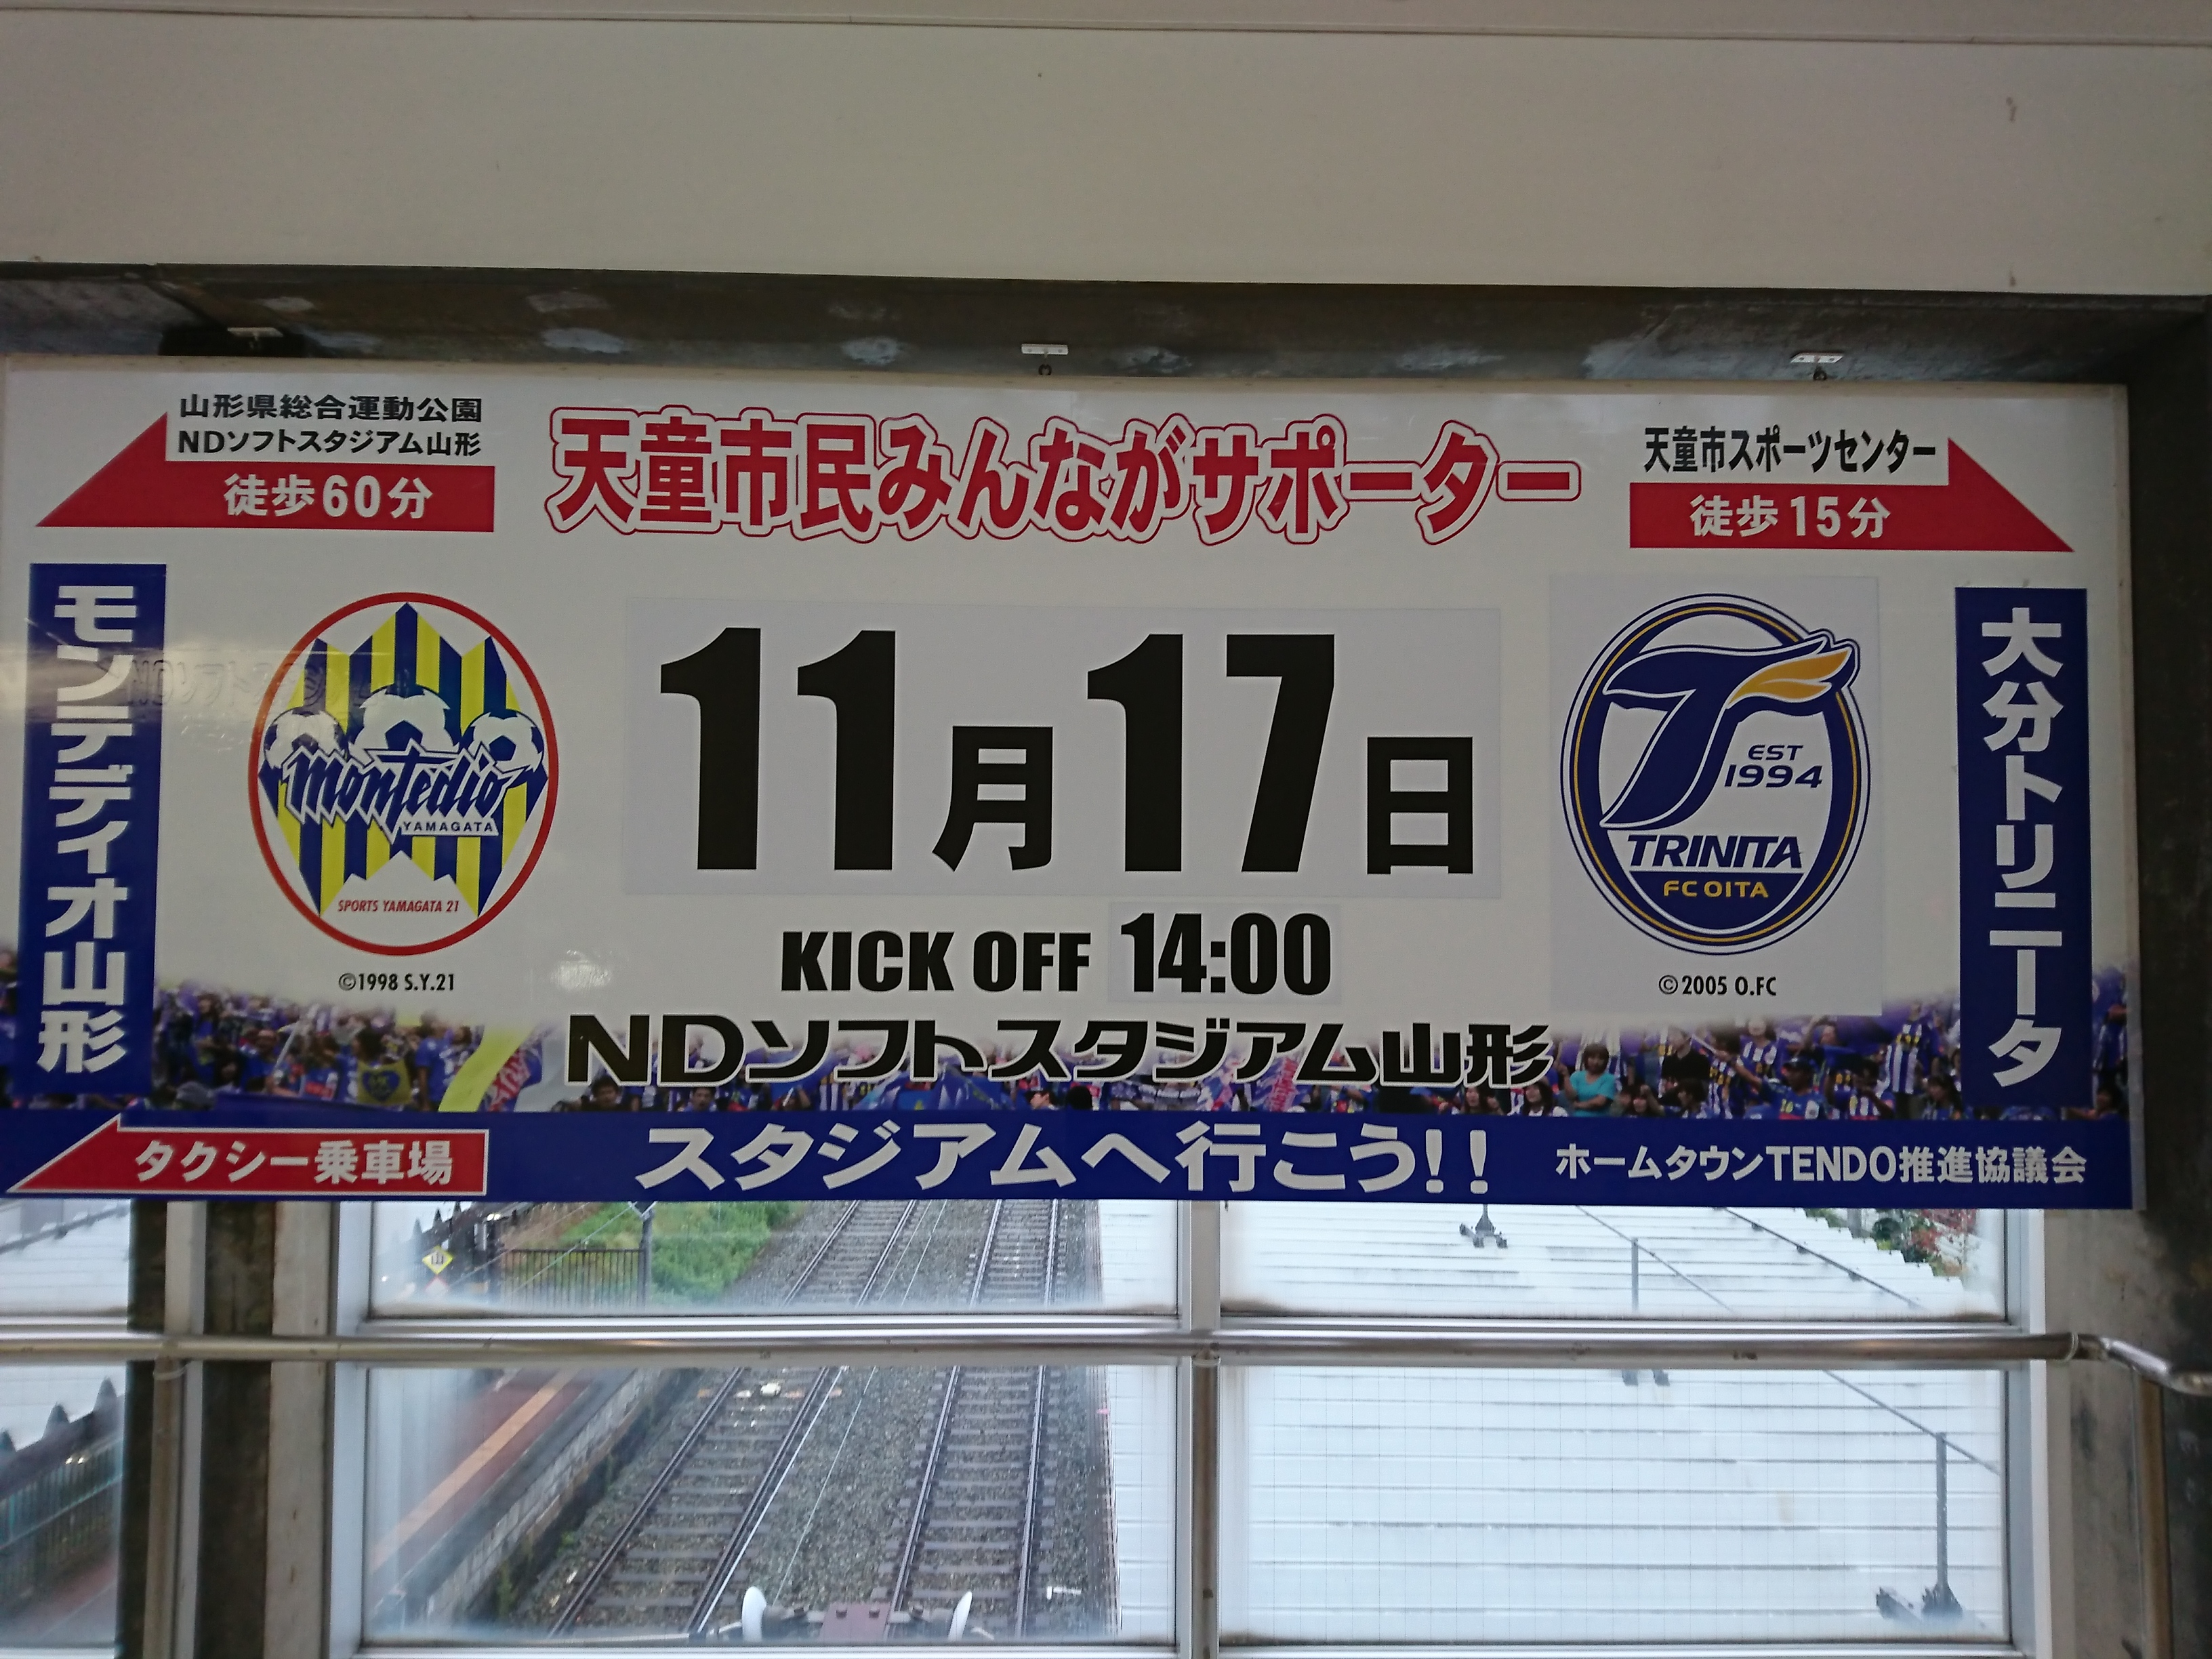 山形県総合運動公園
NDソフトスタジアム山形
徒歩60分
天童市民みんながサポーター
天童市スポーツセンター
徒歩15分
モンテディオ山形
montedio
YAMAGATA
SPORTS YAMAGATA 21
©1998 S.Y.21
11月17日
KICK OFF 14:00
NDソフトスタジアム山形
EST
1994
TRINITA
FC OITA
©2005 O.FC
大分トリニータ
タクシー乗車場
スタジアムへ行こう!!
ホームタウンTENDO推進協議会
山